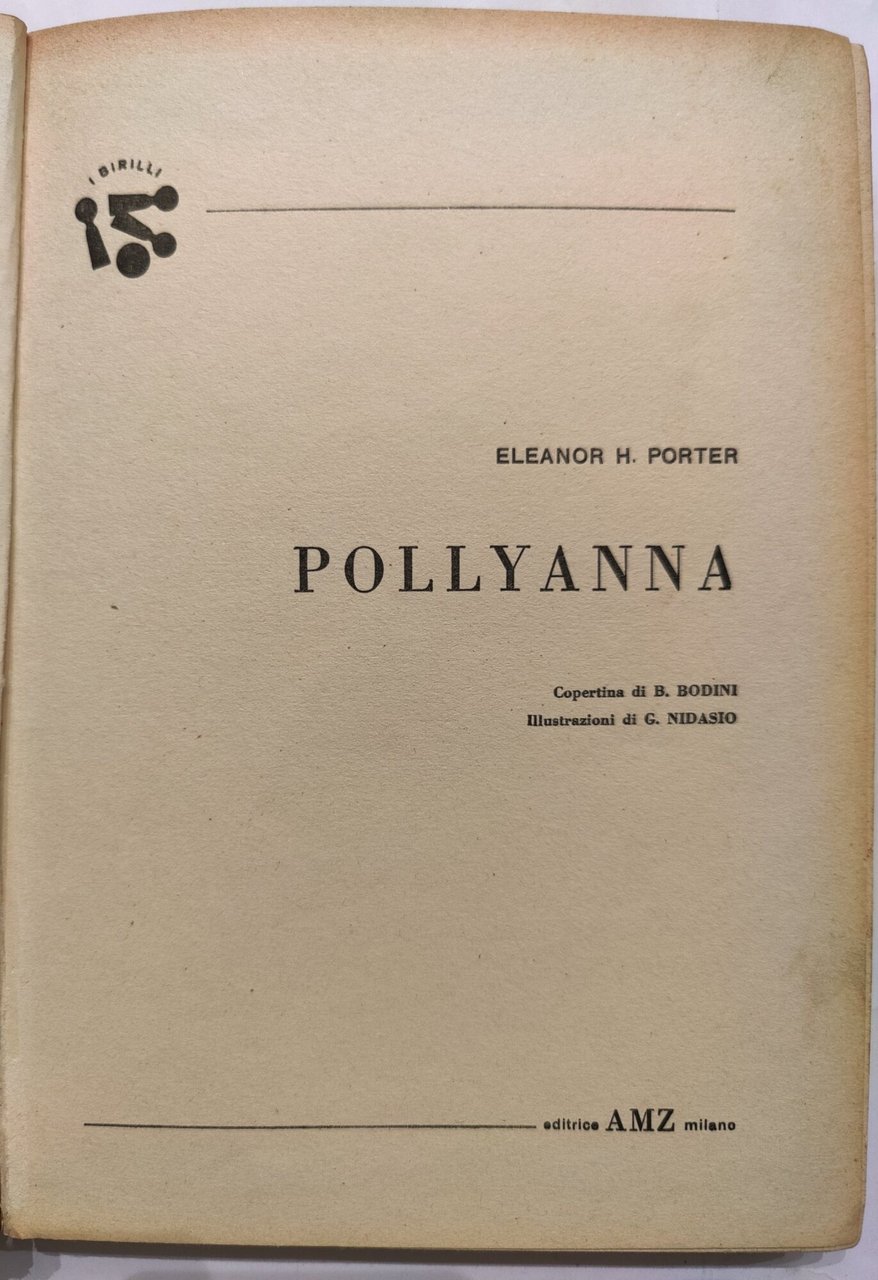 I BIRILLI
ELEANOR H. PORTER
POLLYANNA
Copertina di B. BODINI
Illustrazioni di G. NIDASIO
editrice AMZ milano